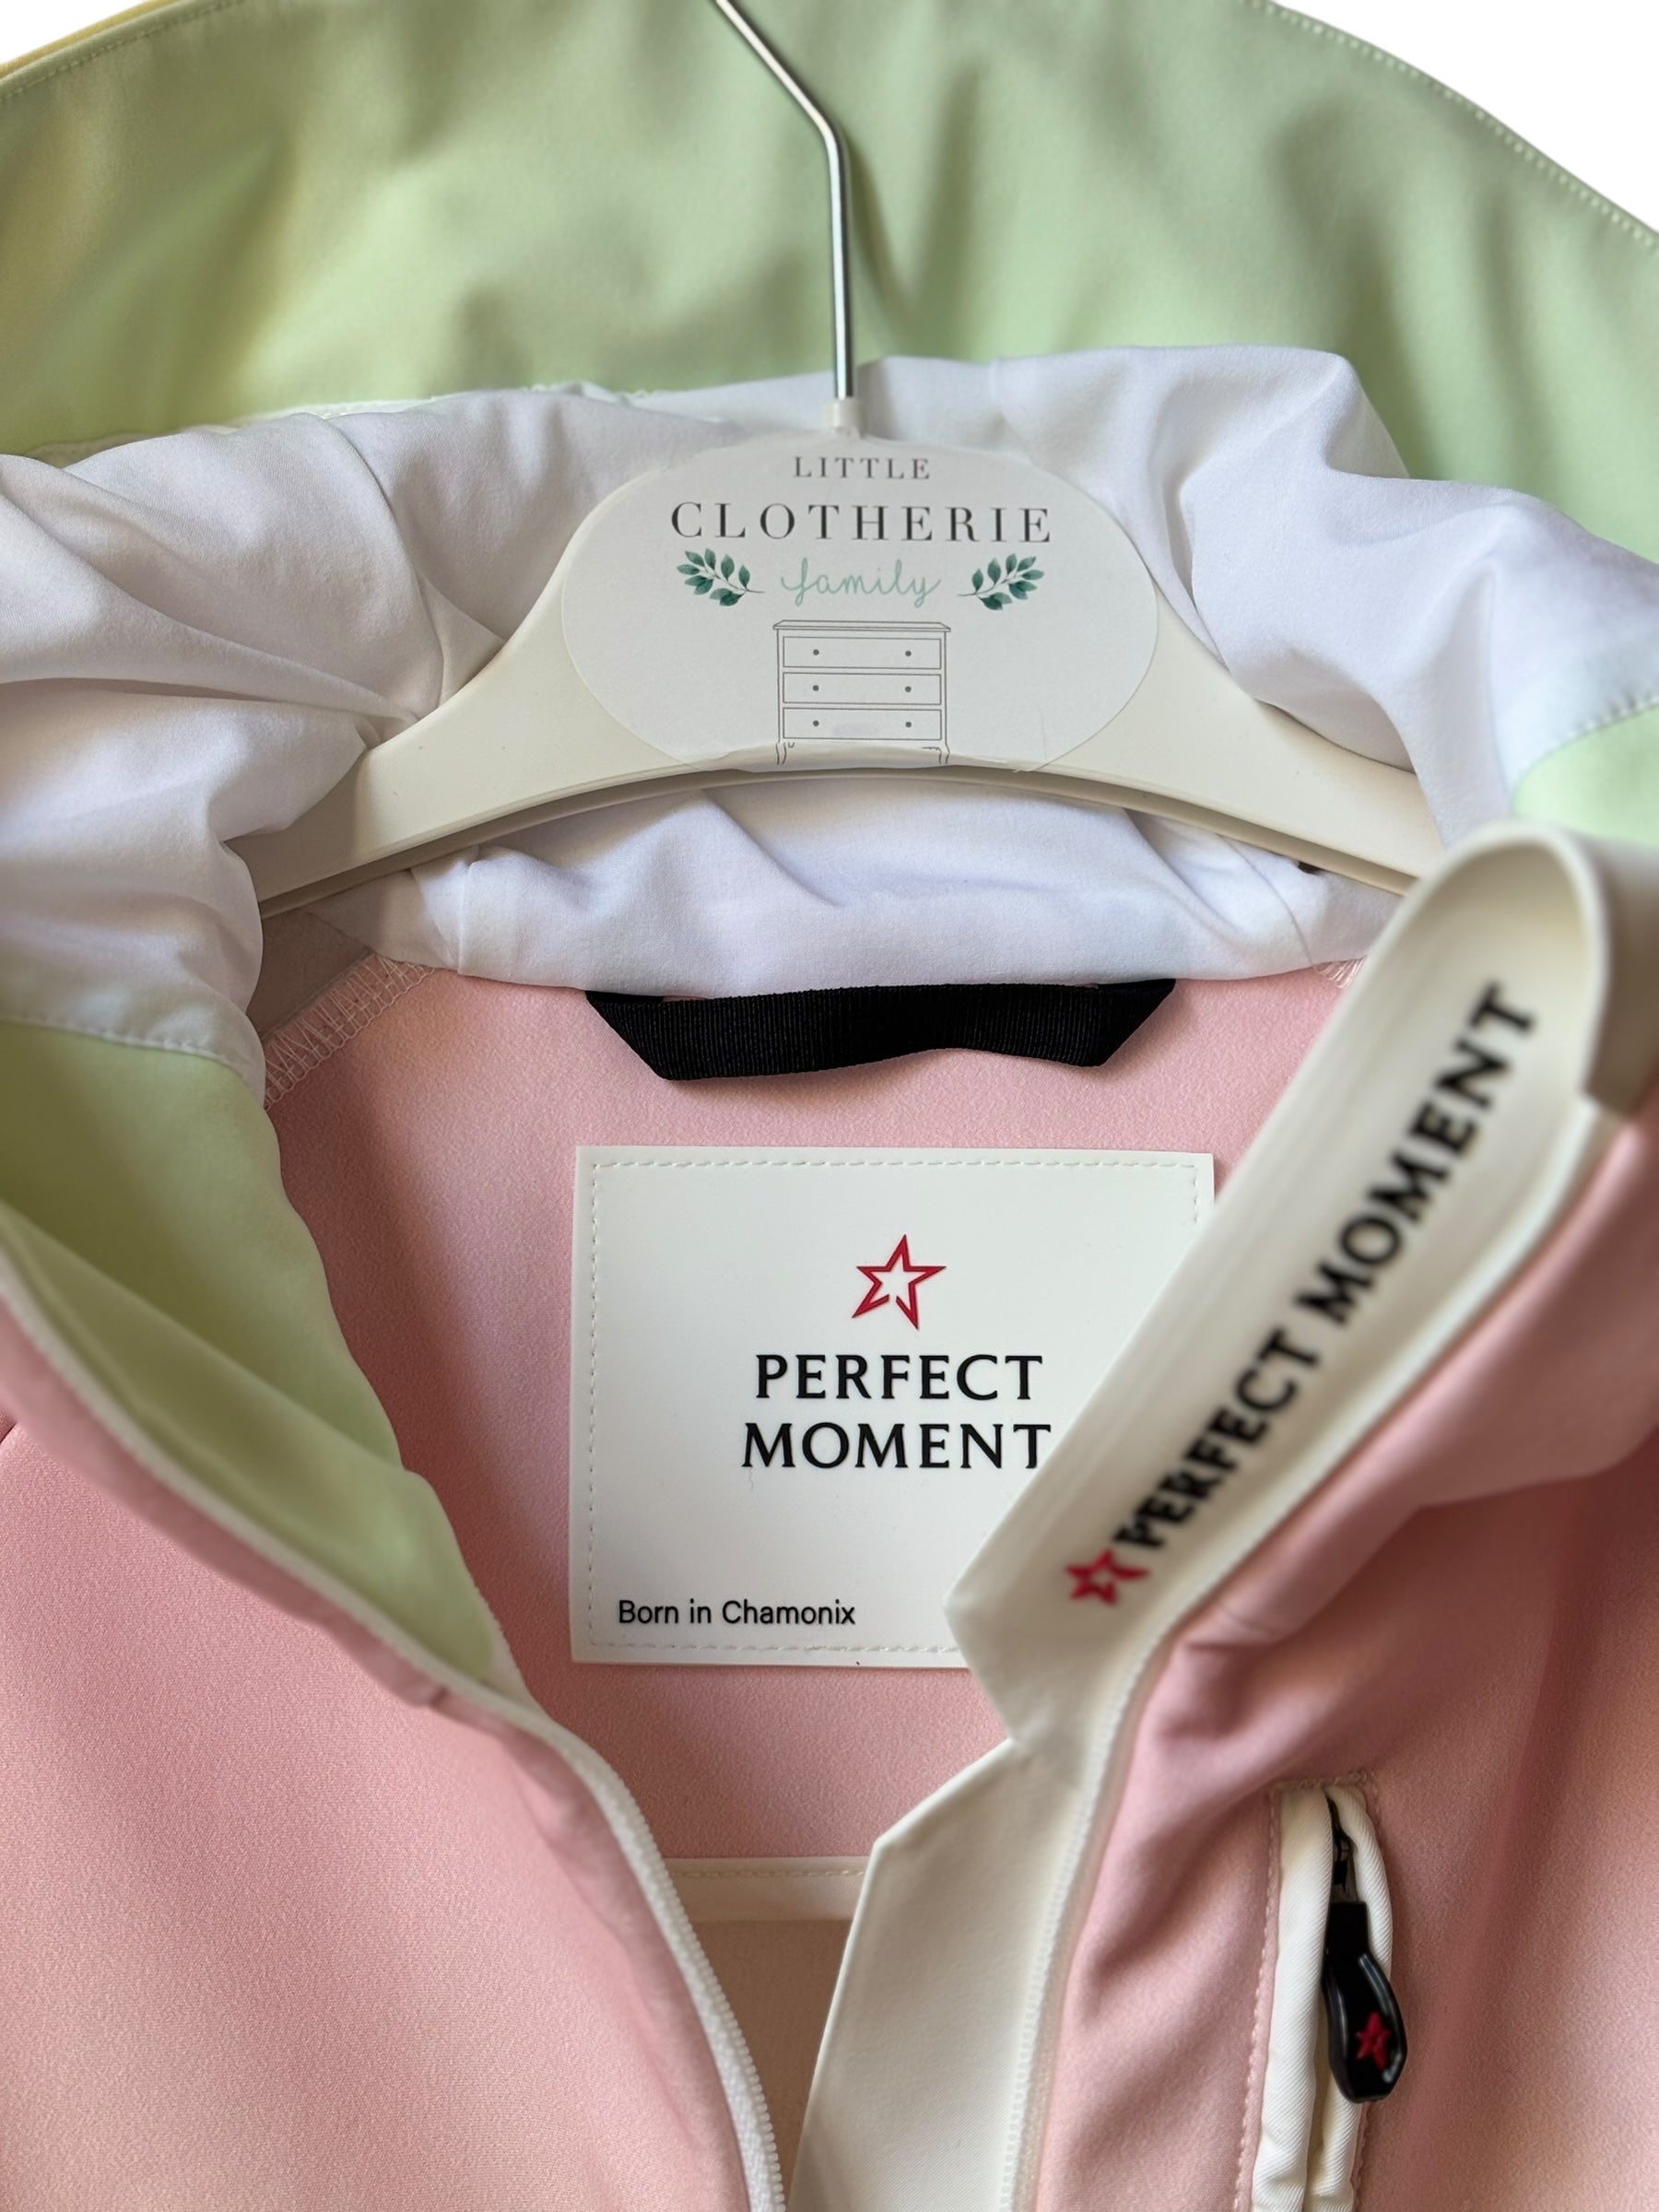 LITTLE
CLOTHERIE
family
PERFECT
MOMENT
Born in Chamonix
PERFECT MOMENT